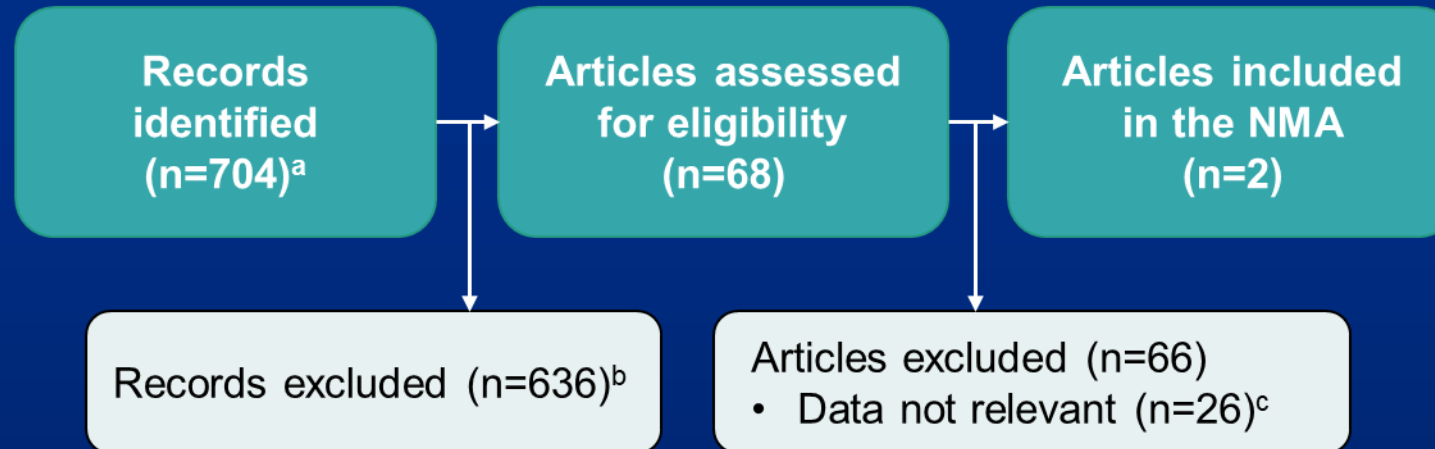 Records
identified
(n=704)ᵃ
Articles assessed
for eligibility
(n=68)
Articles included
in the NMA
(n=2)
Records excluded (n=636)ᵇ
Articles excluded (n=66)
• Data not relevant (n=26)ᶜ